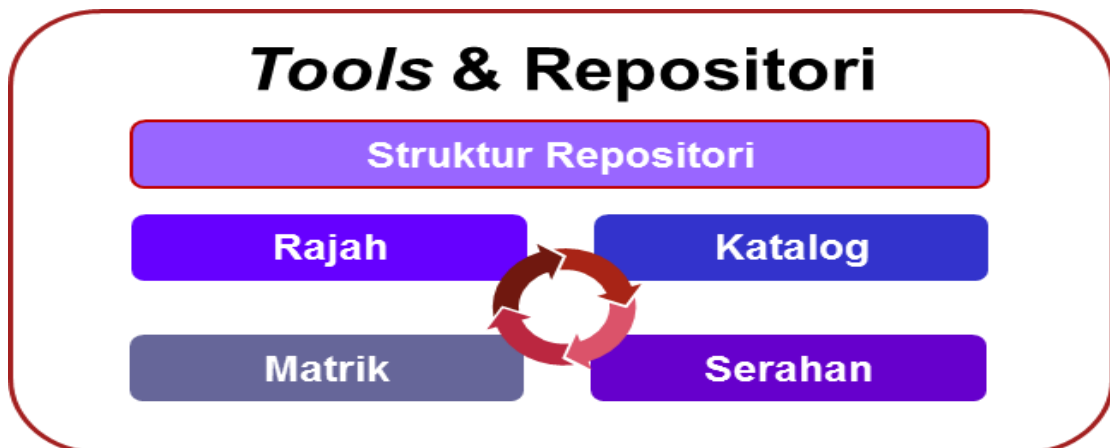 Tools & Repositori
Struktur Repositori
Rajah
Katalog
Matrik
Serahan